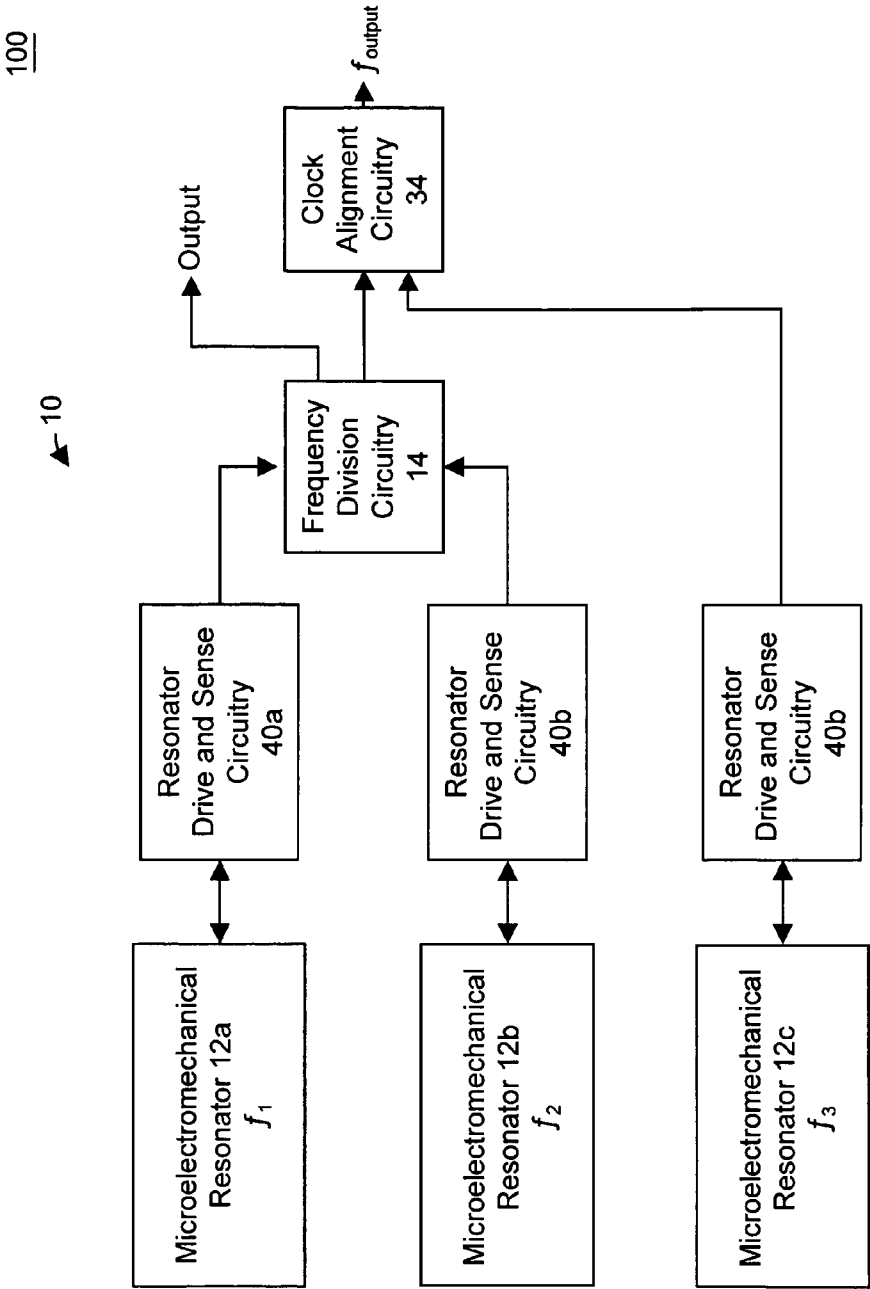 100
10
Microelectromechanical
Resonator 12a
f1
Resonator
Drive and Sense
Circuitry
40a
Frequency
Division
Circuitry
14
Output
Clock
Alignment
Circuitry
34
foutput
Microelectromechanical
Resonator 12b
f2
Resonator
Drive and Sense
Circuitry
40b
Microelectromechanical
Resonator 12c
f3
Resonator
Drive and Sense
Circuitry
40b